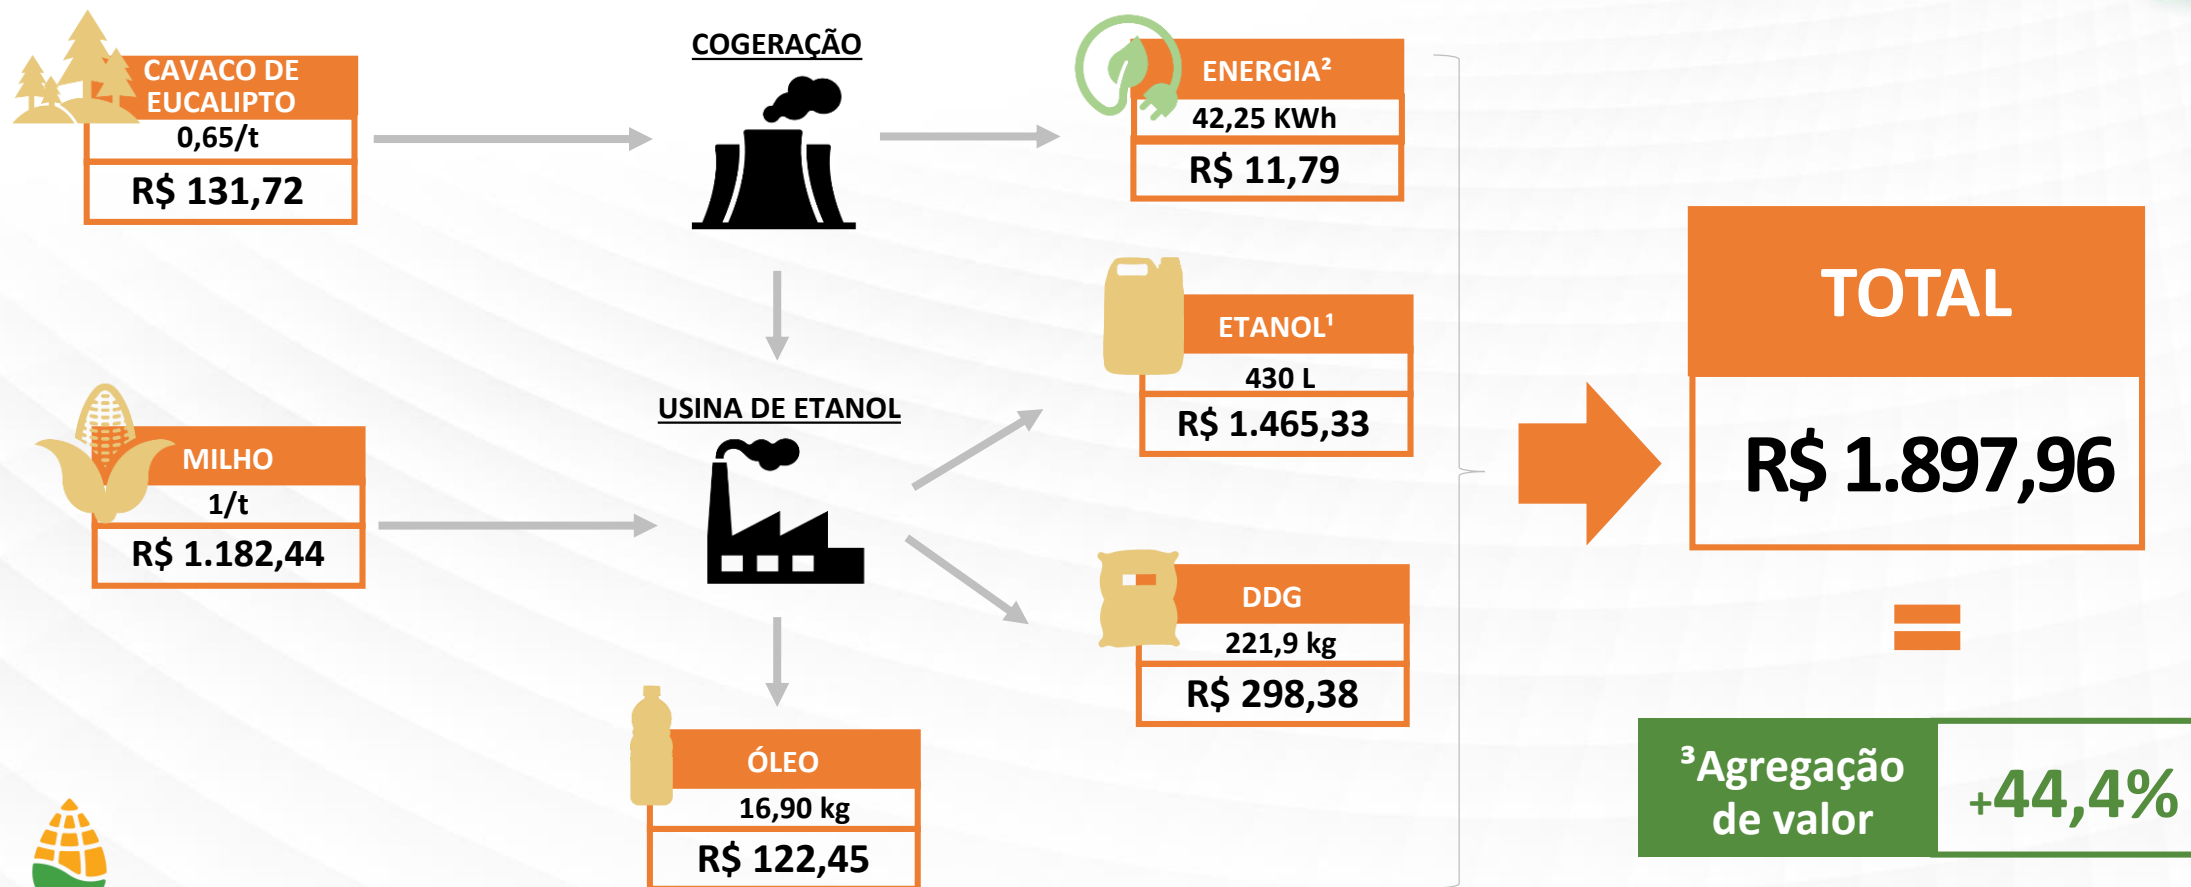 CAVACO DE
EUCALIPTO
0,65/t
R$ 131,72
COGERAÇÃO
ENERGIA²
42,25 KWh
R$ 11,79
MILHO
1/t
R$ 1.182,44
USINA DE ETANOL
ETANOL¹
430 L
R$ 1.465,33
DDG
221,9 kg
R$ 298,38
ÓLEO
16,90 kg
R$ 122,45
TOTAL
R$ 1.897,96
³Agregação
de valor
+44,4%